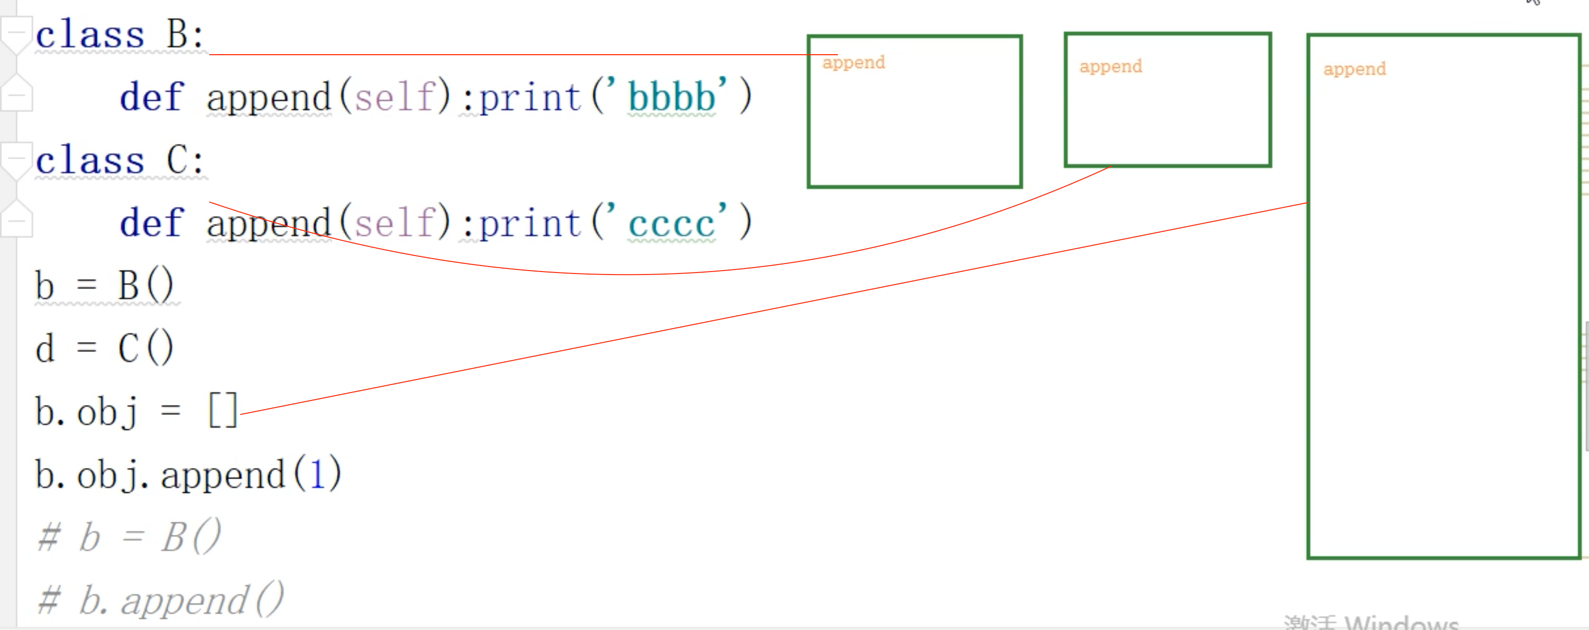 class B:
    def append(self):print('bbbb')
class C:
    def append(self):print('cccc')
b = B()
d = C()
b.obj = []
b.obj.append(1)
# b = B()
# b.append()
append
append
append
激活 Windows